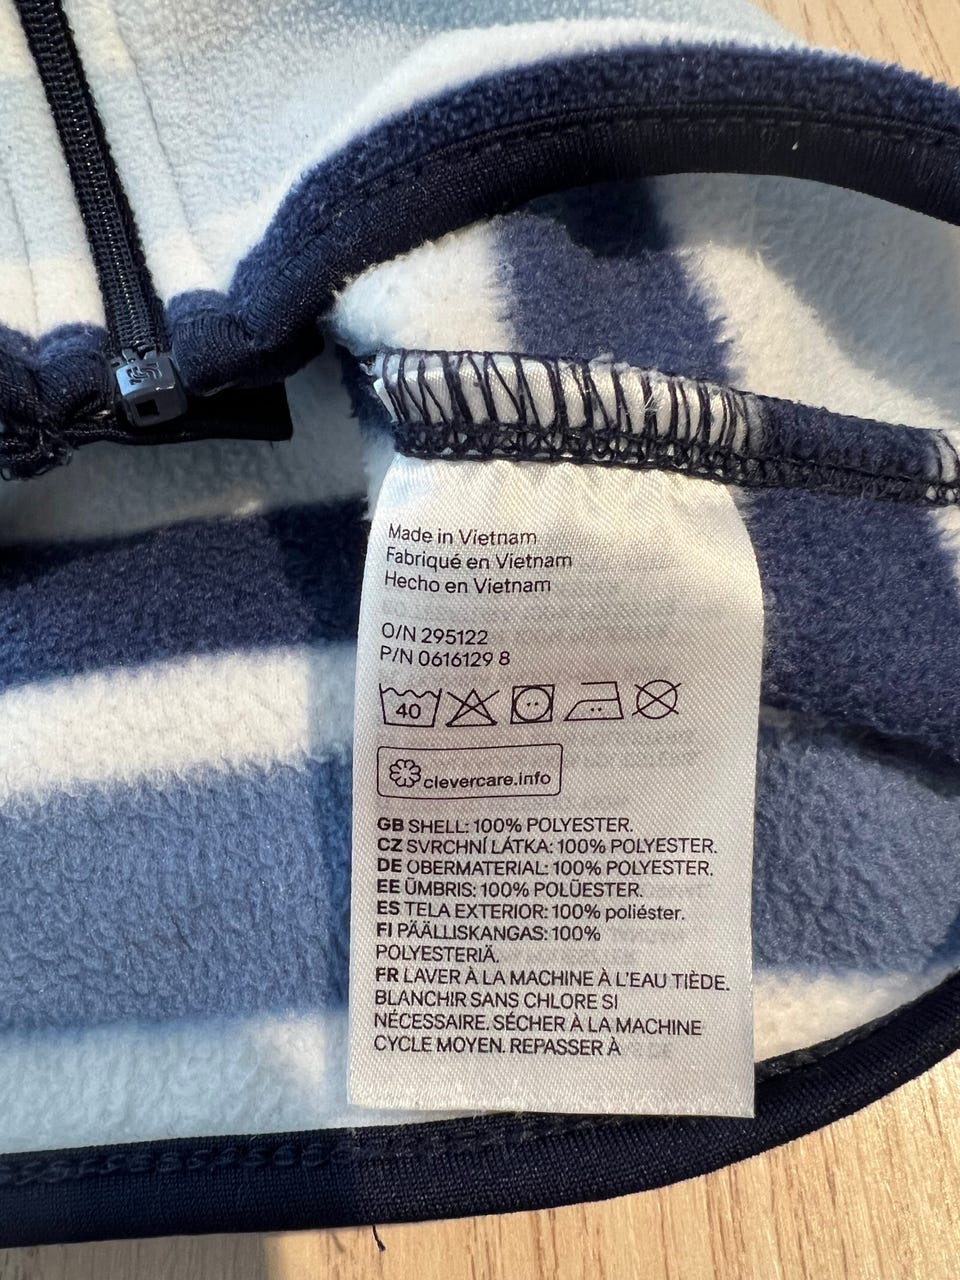 Made in Vietnam
Fabriqué en Vietnam
Hecho en Vietnam
O/N 295122
P/N 0616129 8
40
clevercare.info
GB SHELL: 100% POLYESTER.
CZ SVRCHNÍ LÁTKA: 100% POLYESTER.
DE OBERMATERIAL: 100% POLYESTER.
EE ÜMBRIS: 100% POLÜESTER.
ES TELA EXTERIOR: 100% poliéster.
FI PÄÄLLISKANGAS: 100%
POLYESTERIÄ.
FR LAVER À LA MACHINE À L'EAU TIÈDE.
BLANCHIR SANS CHLORE SI
NÉCESSAIRE. SÉCHER À LA MACHINE
CYCLE MOYEN. REPASSER À